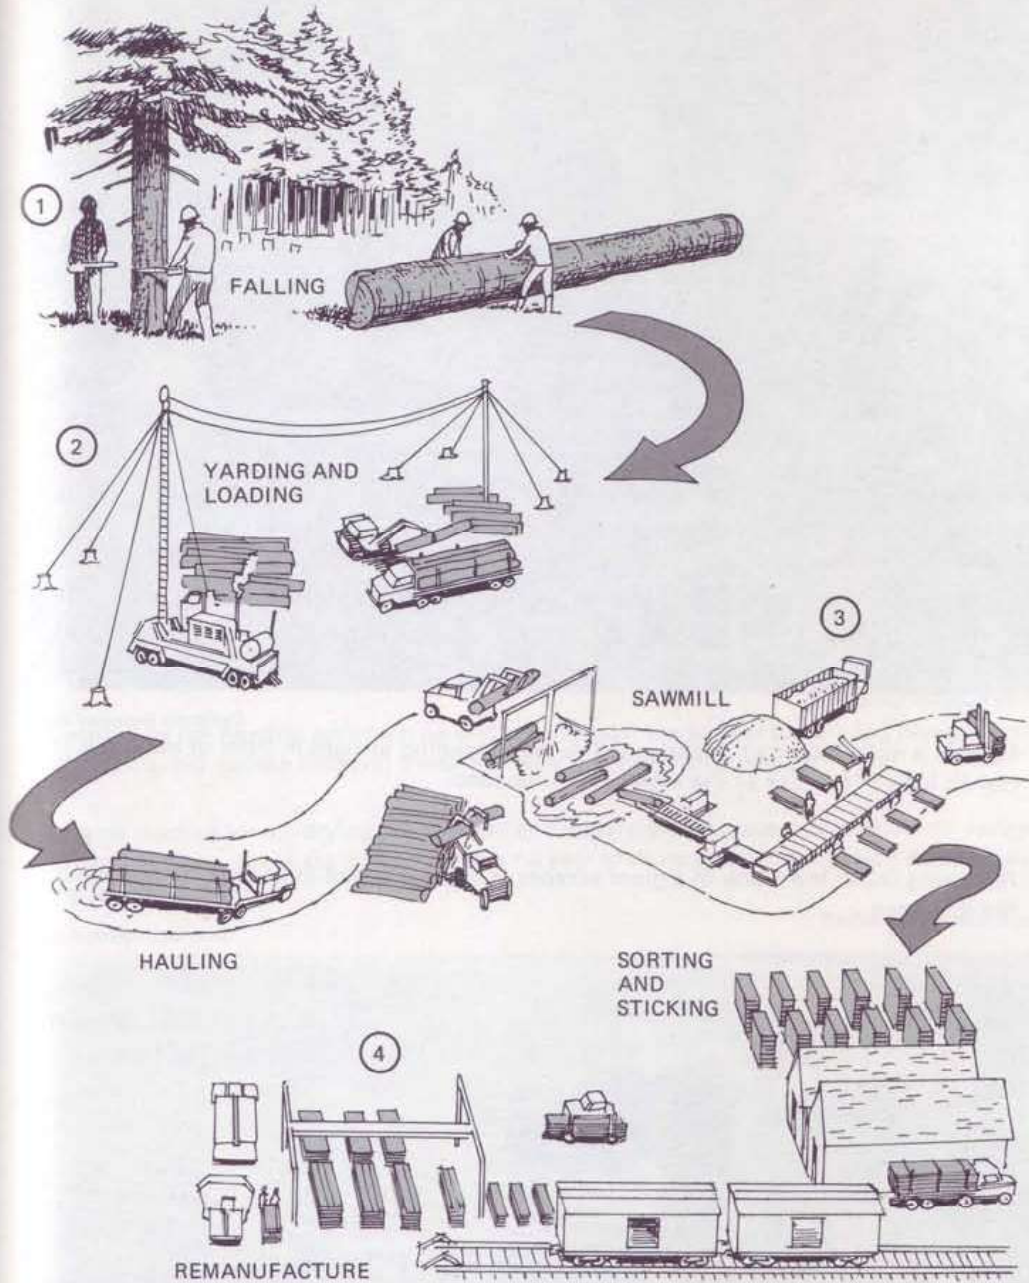 1
FALLING
2
YARDING AND
LOADING
3
SAWMILL
HAULING
SORTING
AND
STICKING
4
REMANUFACTURE